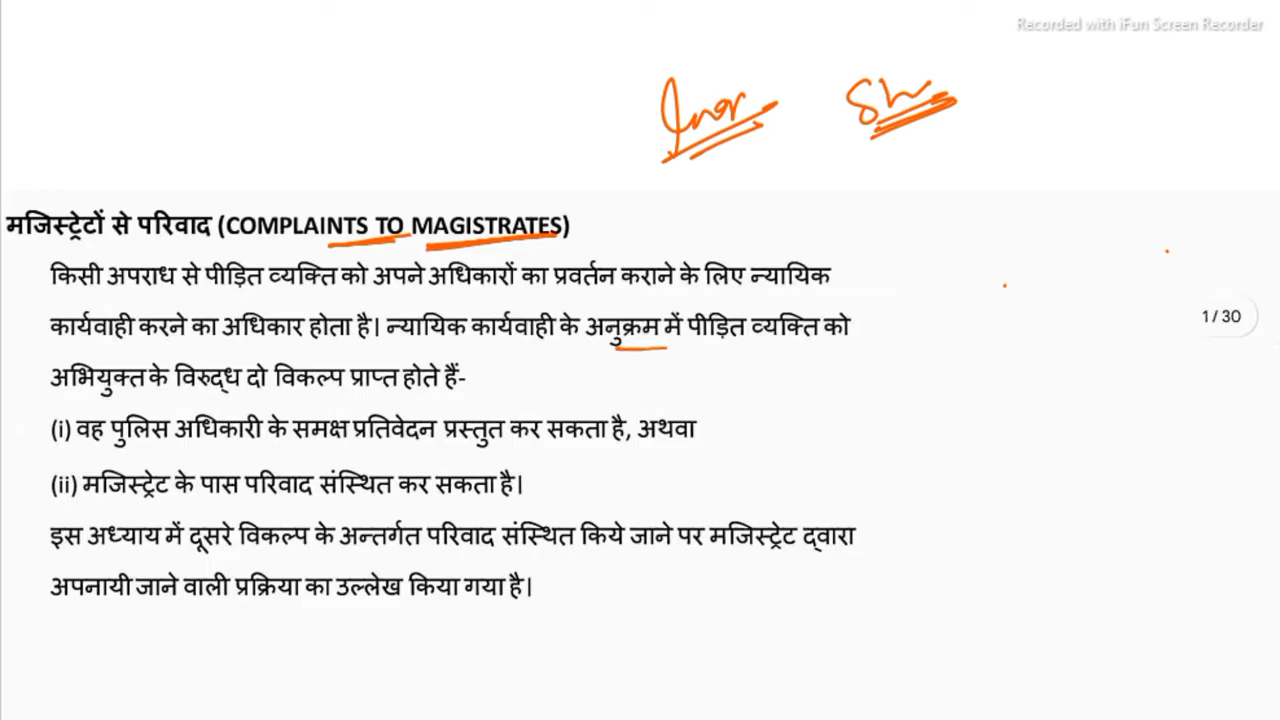 Recorded with iFun Screen Recorder
मजिस्ट्रेटों से परिवाद (COMPLAINTS TO MAGISTRATES)
किसी अपराध से पीड़ित व्यक्ति को अपने अधिकारों का प्रवर्तन कराने के लिए न्यायिक
कार्यवाही करने का अधिकार होता है। न्यायिक कार्यवाही के अनुक्रम में पीड़ित व्यक्ति को
1 / 30
अभियुक्त के विरुद्ध दो विकल्प प्राप्त होते हैं-
(i) वह पुलिस अधिकारी के समक्ष प्रतिवेदन प्रस्तुत कर सकता है, अथवा
(ii) मजिस्ट्रेट के पास परिवाद संस्थित कर सकता है।
इस अध्याय में दूसरे विकल्प के अन्तर्गत परिवाद संस्थित किये जाने पर मजिस्ट्रेट द्वारा
अपनायी जाने वाली प्रक्रिया का उल्लेख किया गया है।